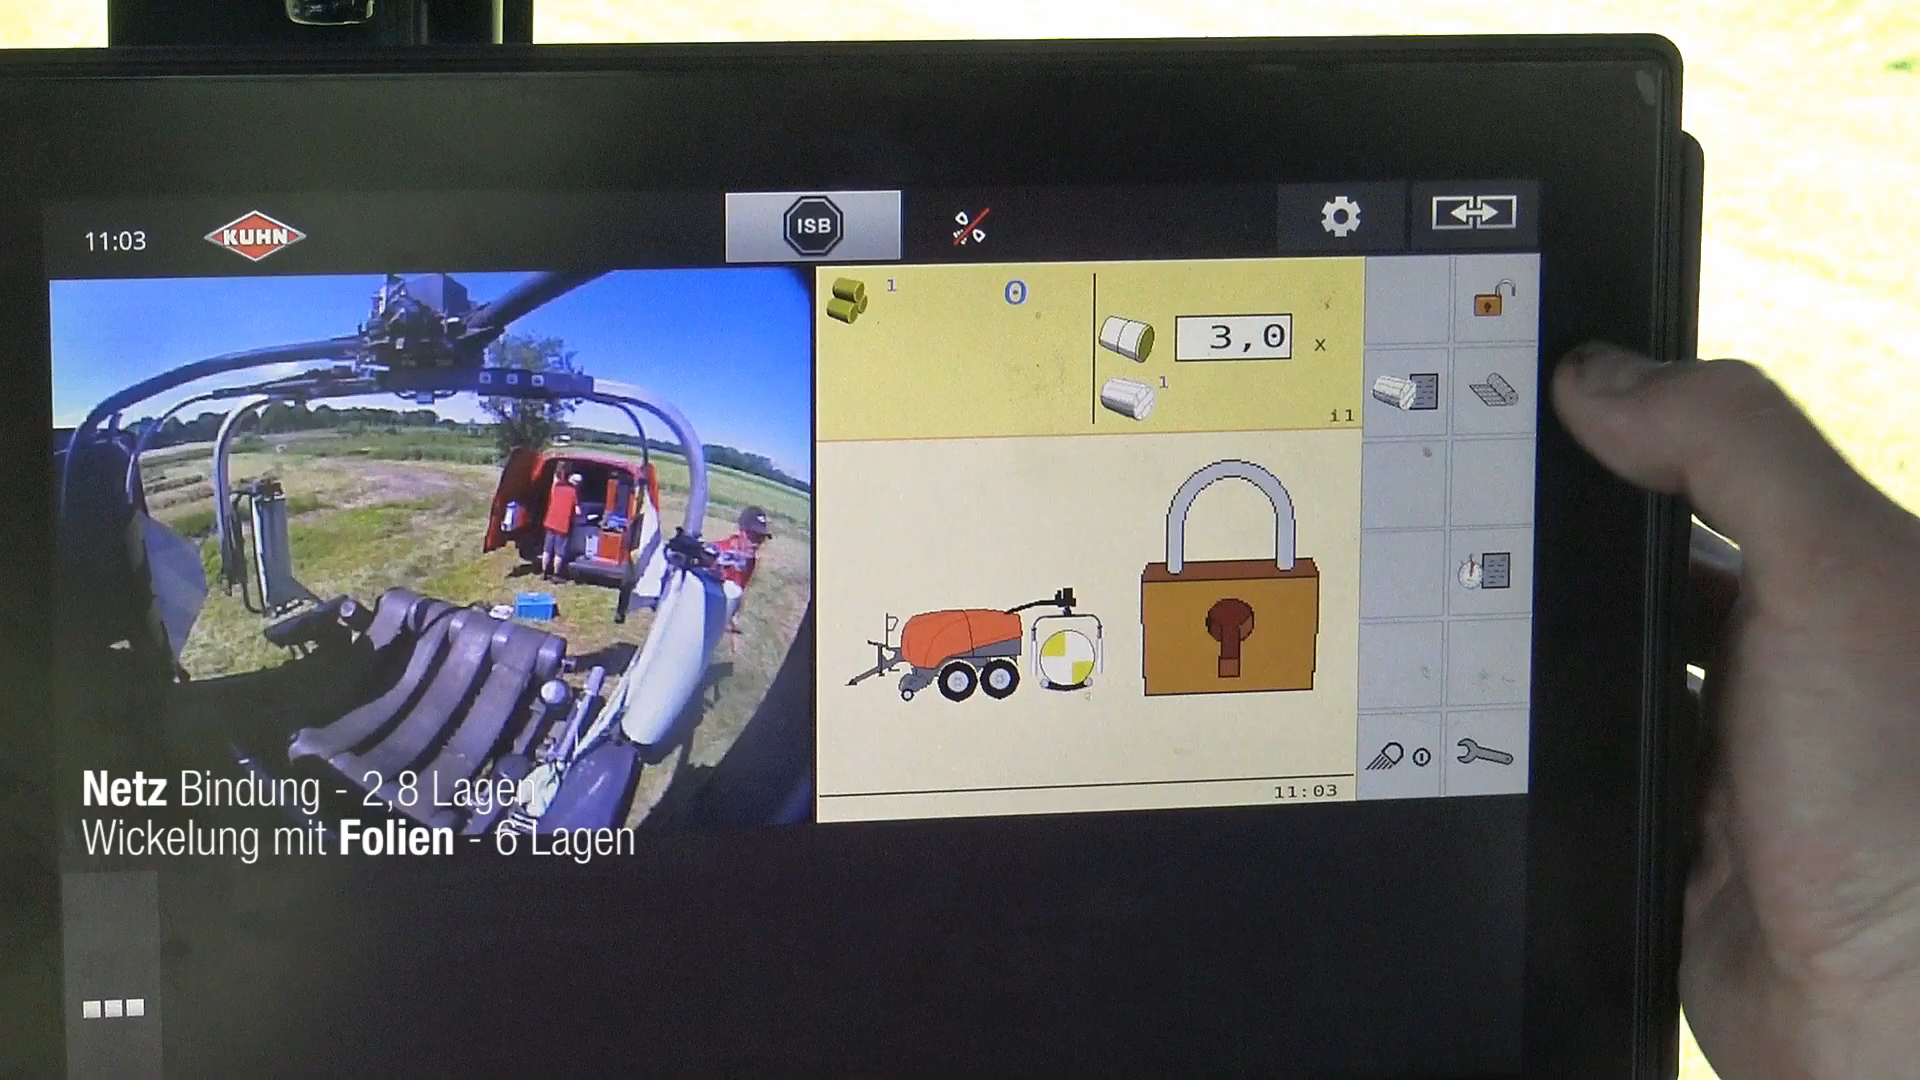 11:03
KUHN
ISB
1
0
3,0 x
1
i1
11:03
Netz Bindung - 2,8 Lagen
Wickelung mit Folien - 6 Lagen